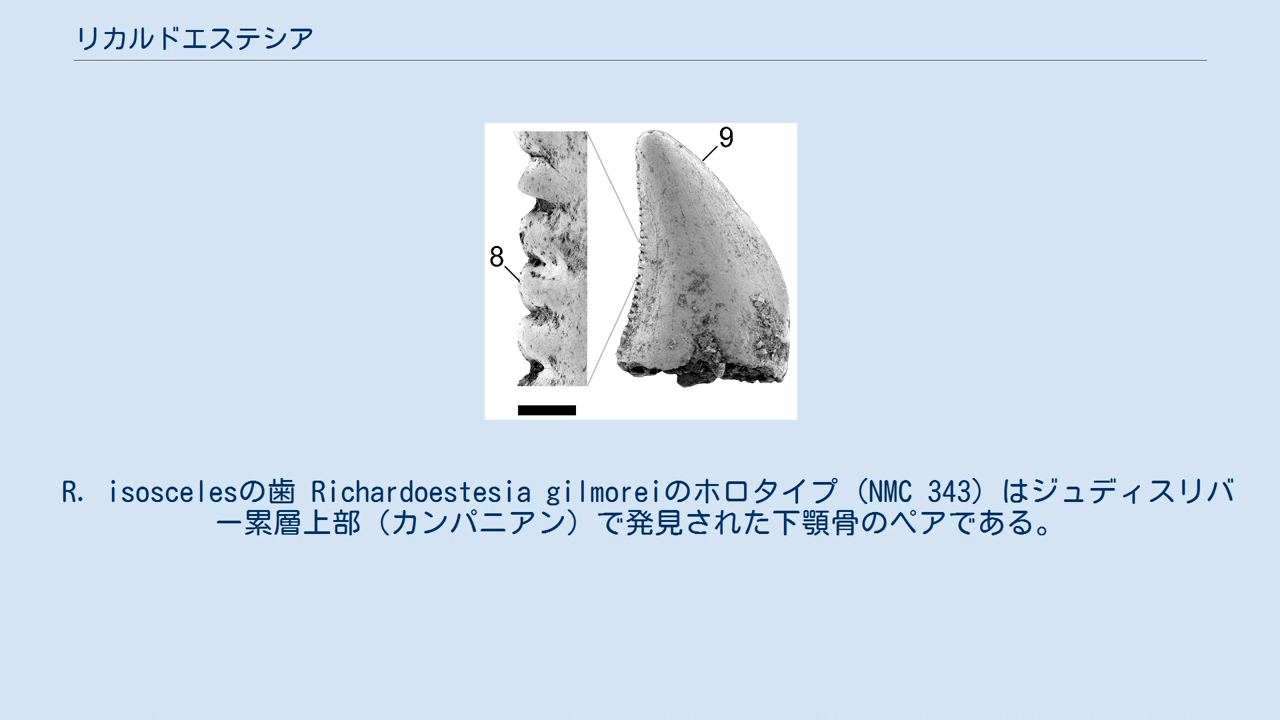 リカルドエステシア
9
8
R. isoscelesの歯 Richardoestesia gilmoreiのホロタイプ（NMC 343）はジュディスリバ
ー累層上部（カンパニアン）で発見された下顎骨のペアである。